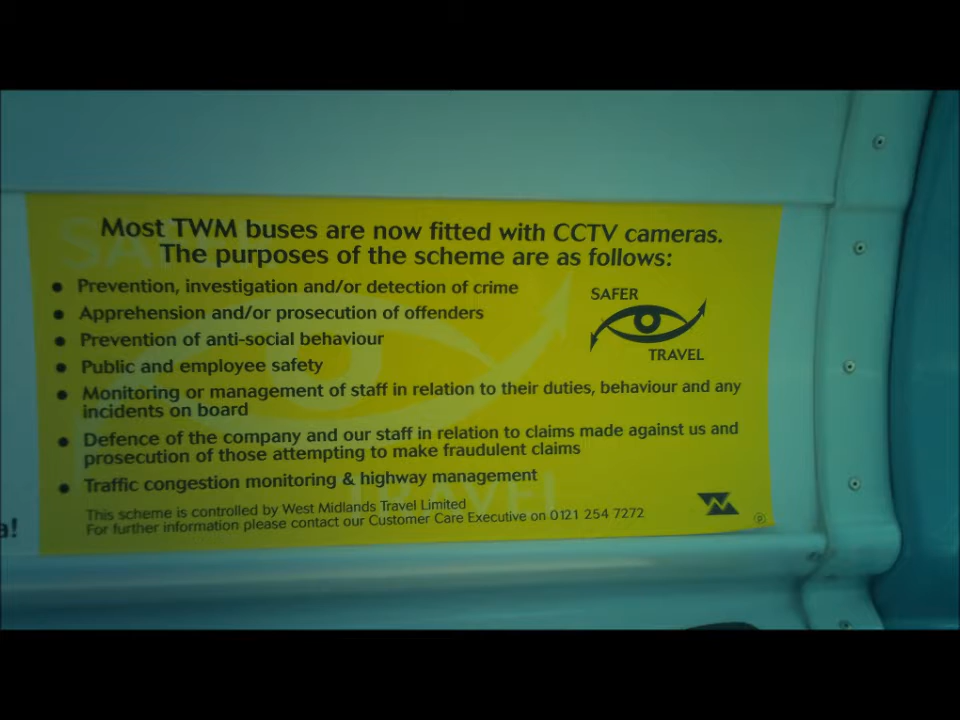 Most TWM buses are now fitted with CCTV cameras.
The purposes of the scheme are as follows:
• Prevention, investigation and/or detection of crime
• Apprehension and/or prosecution of offenders
• Prevention of anti-social behaviour
• Public and employee safety
• Monitoring or management of staff in relation to their duties, behaviour and any
incidents on board
• Defence of the company and our staff in relation to claims made against us and
prosecution of those attempting to make fraudulent claims
• Traffic congestion monitoring & highway management
This scheme is controlled by West Midlands Travel Limited
For further information please contact our Customer Care Executive on 0121 254 7272
SAFER
TRAVEL
SAFER
TRAVEL
a!